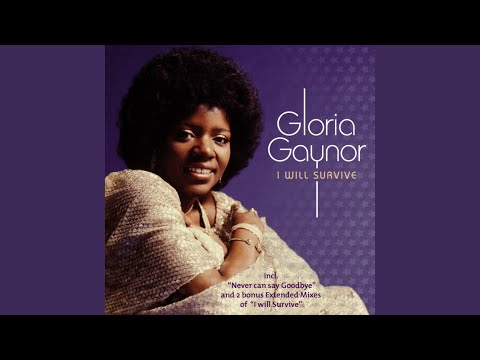 Gloria
Gaynor
I WILL SURVIVE
incl.
"Never can say Goodbye"
and 2 bonus Extended Mixes
of "I will Survive"